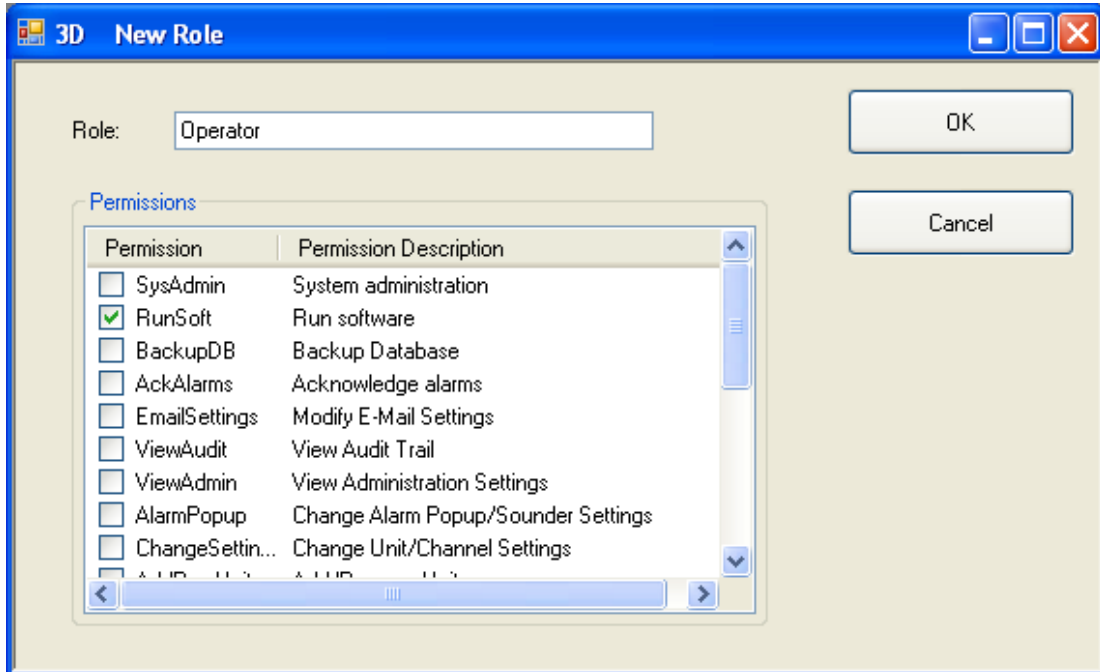 3D New Role
Role: Operator
OK
Cancel
Permissions
Permission Permission Description
SysAdmin System administration
RunSoft Run software
BackupDB Backup Database
AckAlarms Acknowledge alarms
EmailSettings Modify E-Mail Settings
ViewAudit View Audit Trail
ViewAdmin View Administration Settings
AlarmPopup Change Alarm Popup/Sounder Settings
ChangeSettin... Change Unit/Channel Settings